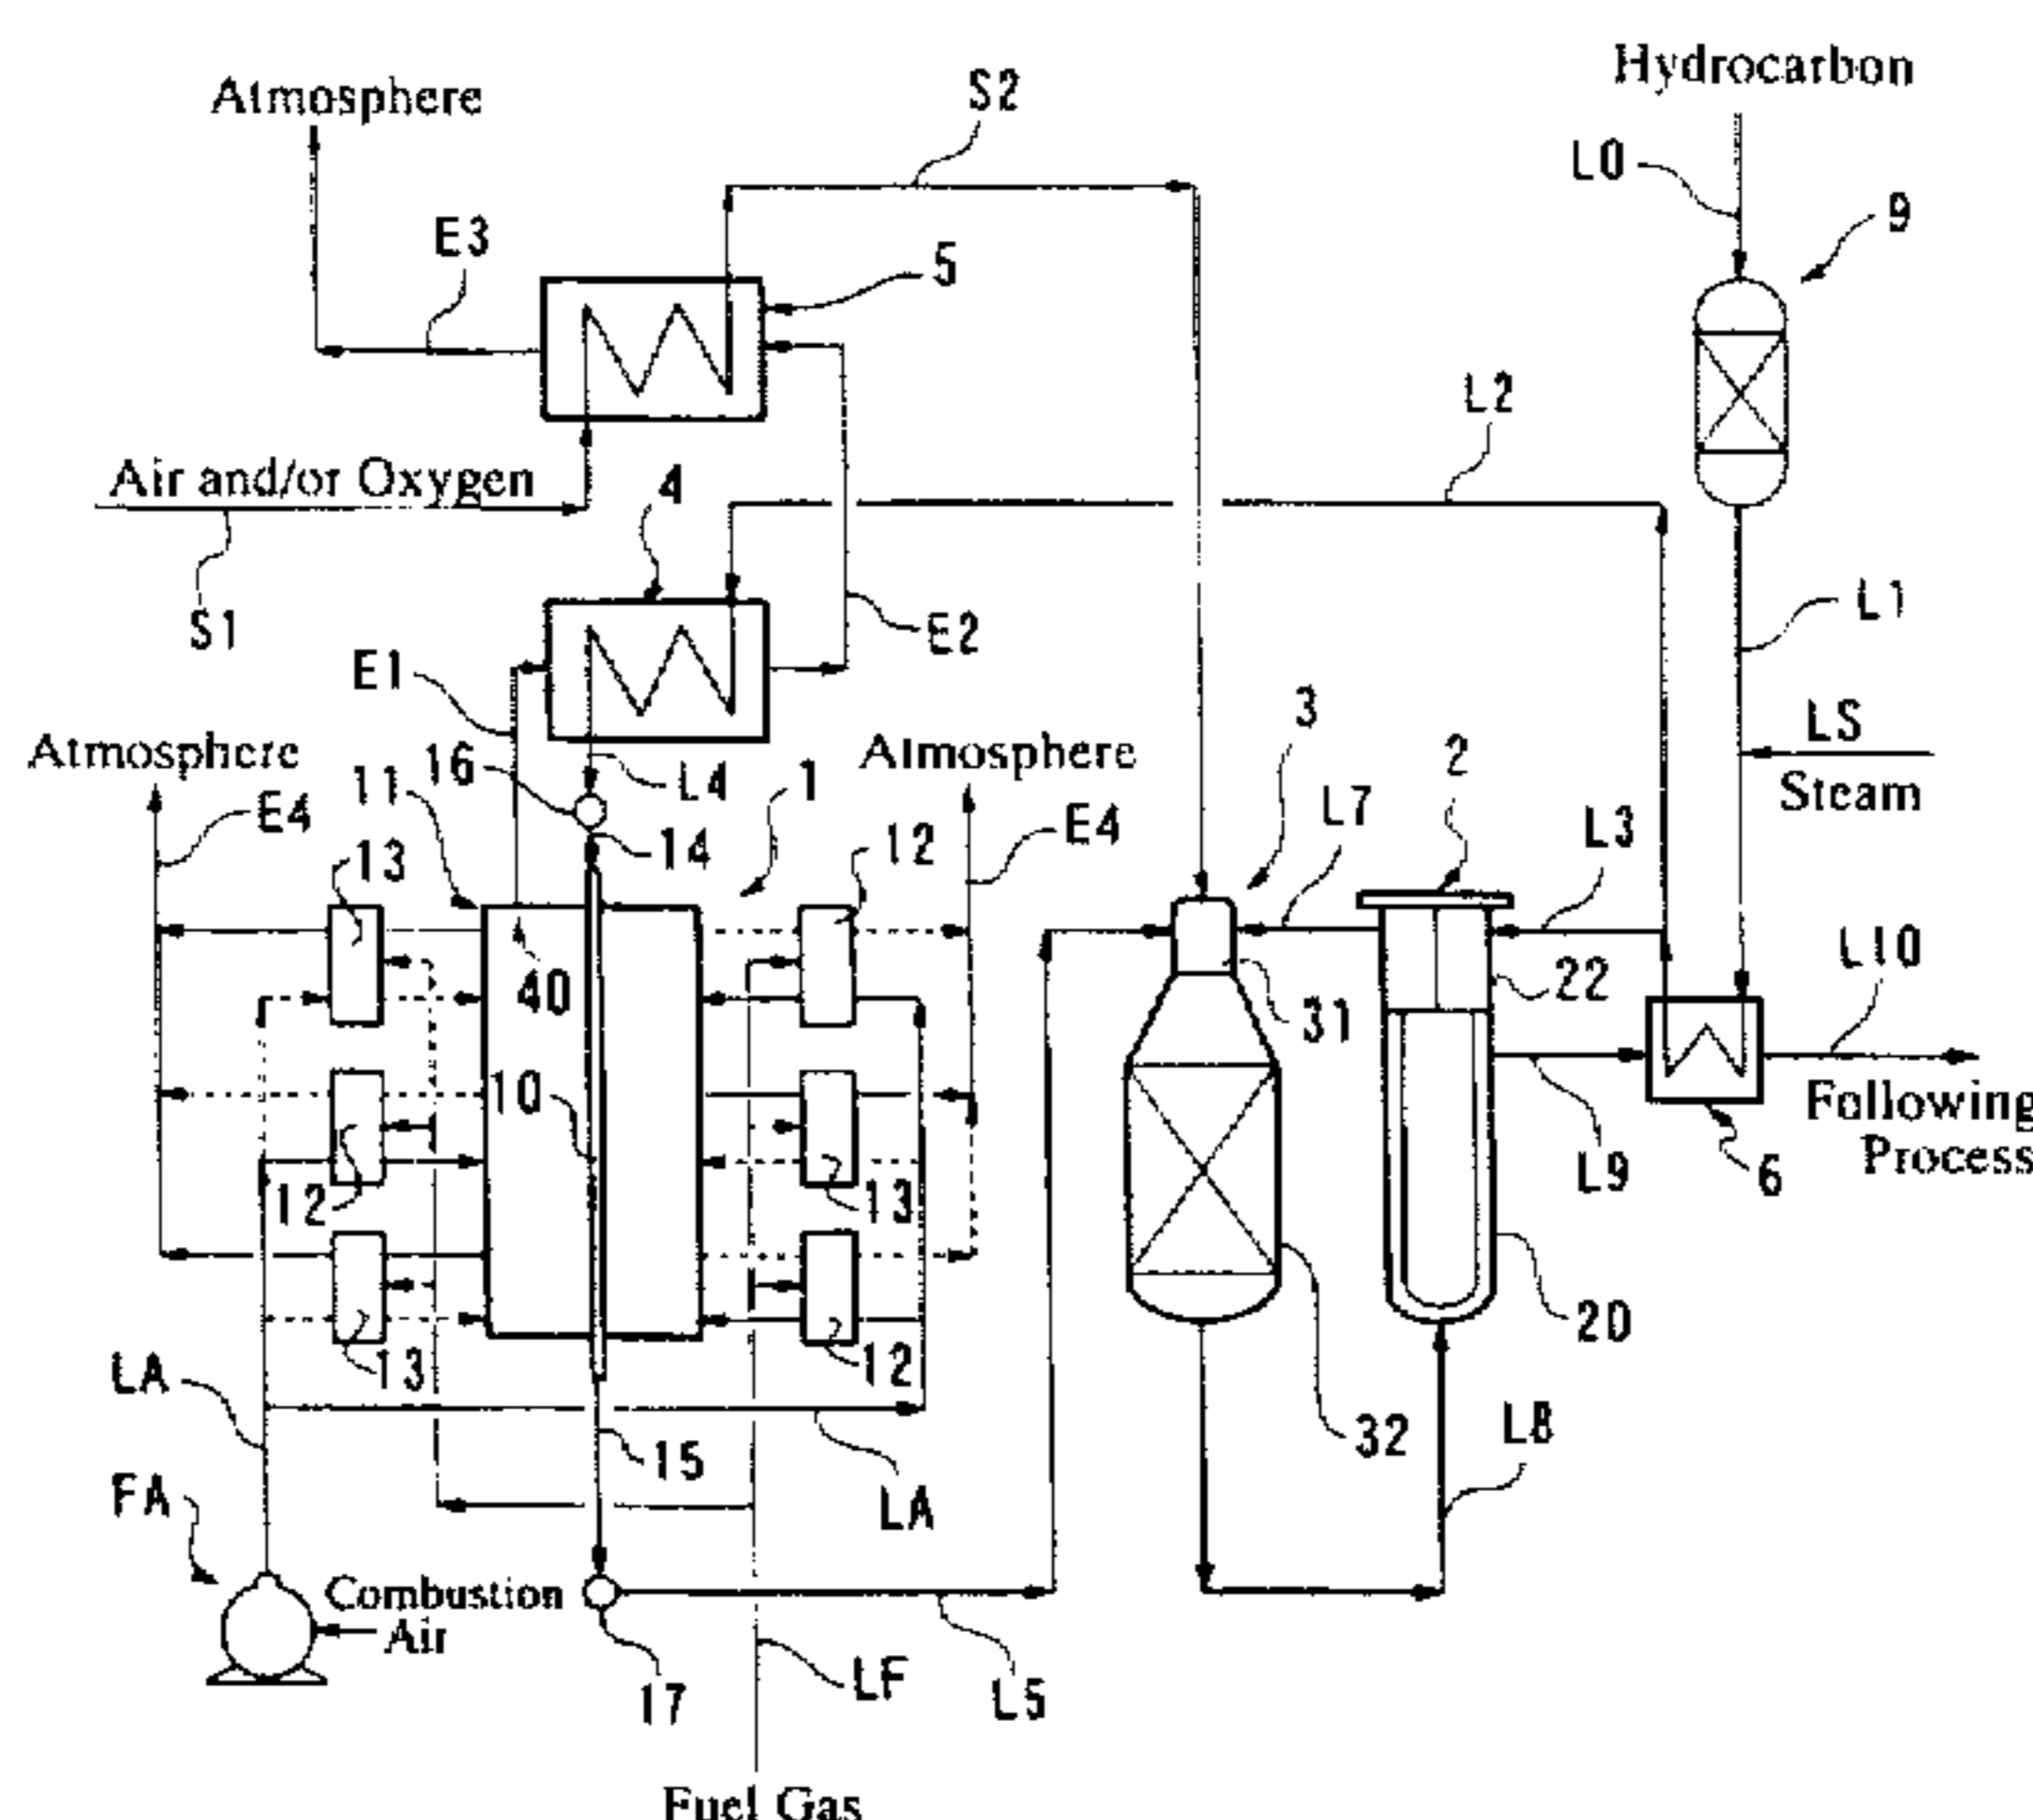 Hydrocarbon
S2
Atmosphere
L0
9
E3
5
L2
Air and/or Oxygen
4
L1
S1
E2
E1
3
LS
Atmosphere
16
Atmosphere
2
11
L4
1
Steam
E4
L7
13
14
12
E4
L3
40
22
L10
31
10
Following
Process
12
13
L9
6
20
13
12
LA
15
32
L8
FA
LA
Combustion
Air
17
LF
L5
Fuel Gas